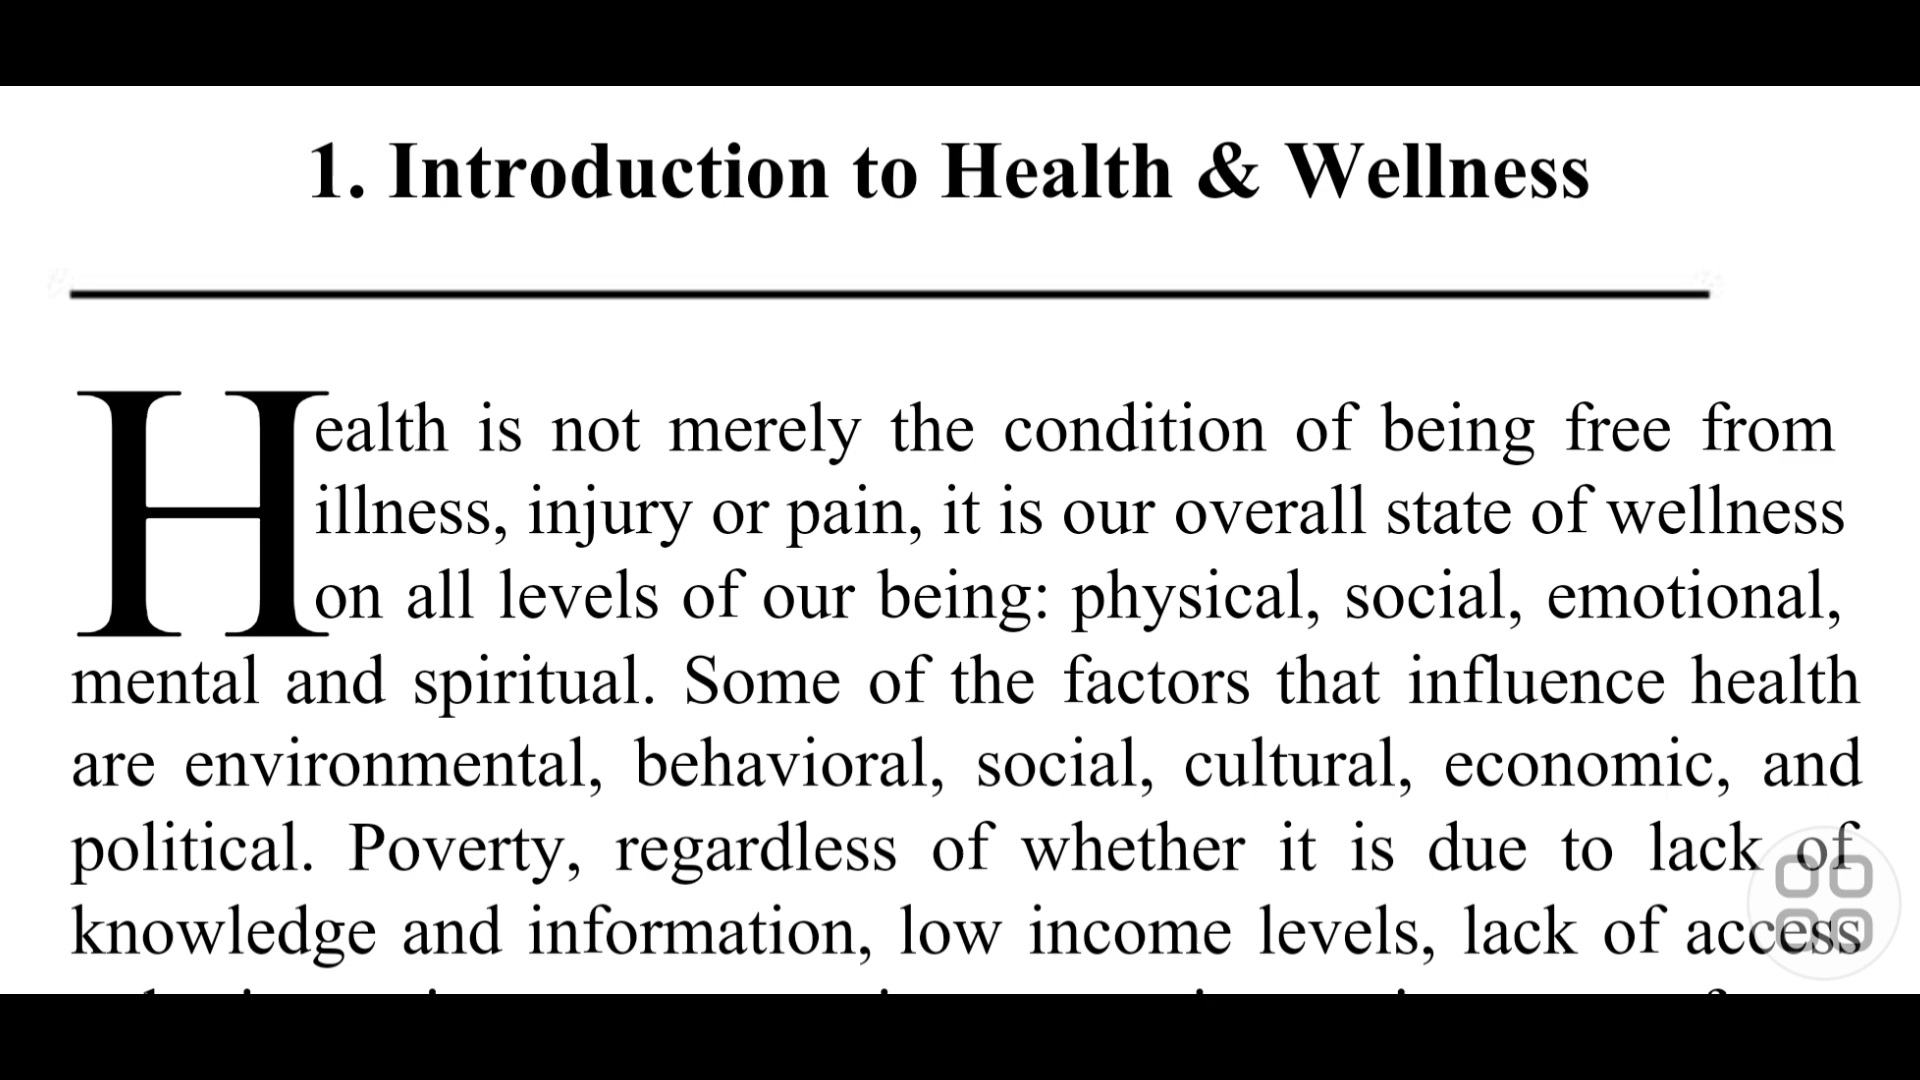 1. Introduction to Health & Wellness
Health is not merely the condition of being free from
illness, injury or pain, it is our overall state of wellness
on all levels of our being: physical, social, emotional,
mental and spiritual. Some of the factors that influence health
are environmental, behavioral, social, cultural, economic, and
political. Poverty, regardless of whether it is due to lack of
knowledge and information, low income levels, lack of access